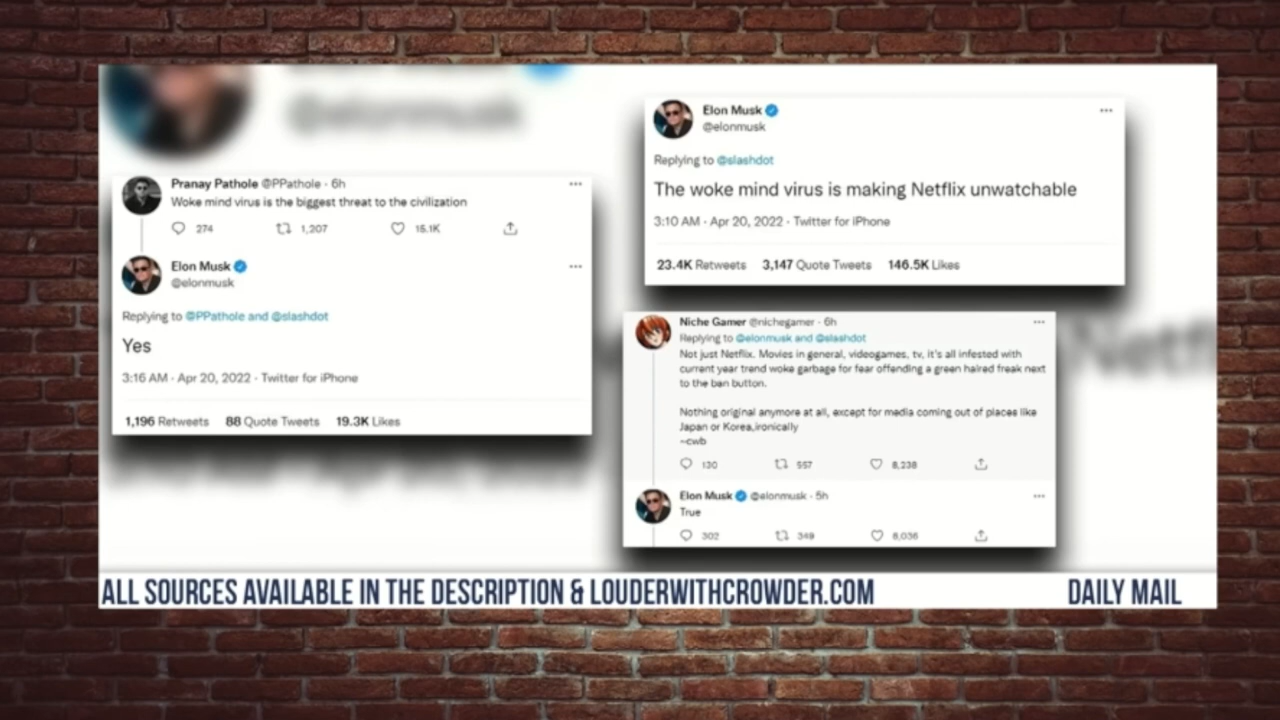 Pranay Pathole @PPathole · 6h
Woke mind virus is the biggest threat to the civilization
274 1,207 15.1K
Elon Musk
@elonmusk
Replying to @PPathole and @slashdot
Yes
3:16 AM · Apr 20, 2022 · Twitter for iPhone
1,196 Retweets 88 Quote Tweets 19.3K Likes
Elon Musk
@elonmusk
Replying to @slashdot
The woke mind virus is making Netflix unwatchable
3:10 AM · Apr 20, 2022 · Twitter for iPhone
23.4K Retweets 3,147 Quote Tweets 146.5K Likes
Niche Gamer @nichegamer · 6h
Replying to @elonmusk and @slashdot
Not just Netflix. Movies in general, videogames, tv, it's all infested with
current year trend woke garbage for fear offending a green haired freak next
to the ban button.
Nothing original anymore at all, except for media coming out of places like
Japan or Korea,ironically
~cwb
130 557 8,238
Elon Musk @elonmusk · 5h
True
302 349 6,036
ALL SOURCES AVAILABLE IN THE DESCRIPTION & LOUDERWITHCROWDER.COM
DAILY MAIL